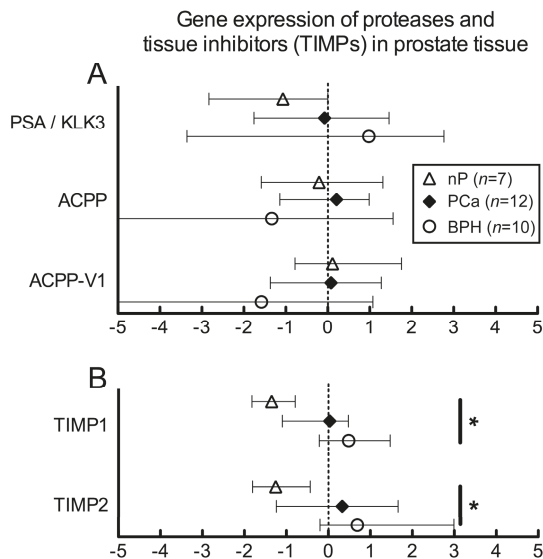 Gene expression of proteases and
tissue inhibitors (TIMPs) in prostate tissue
A
PSA / KLK3
ACPP
ACPP-V1
nP (n=7)
PCa (n=12)
BPH (n=10)
-5 -4 -3 -2 -1 0 1 2 3 4 5
B
TIMP1
*
TIMP2
*
-5 -4 -3 -2 -1 0 1 2 3 4 5